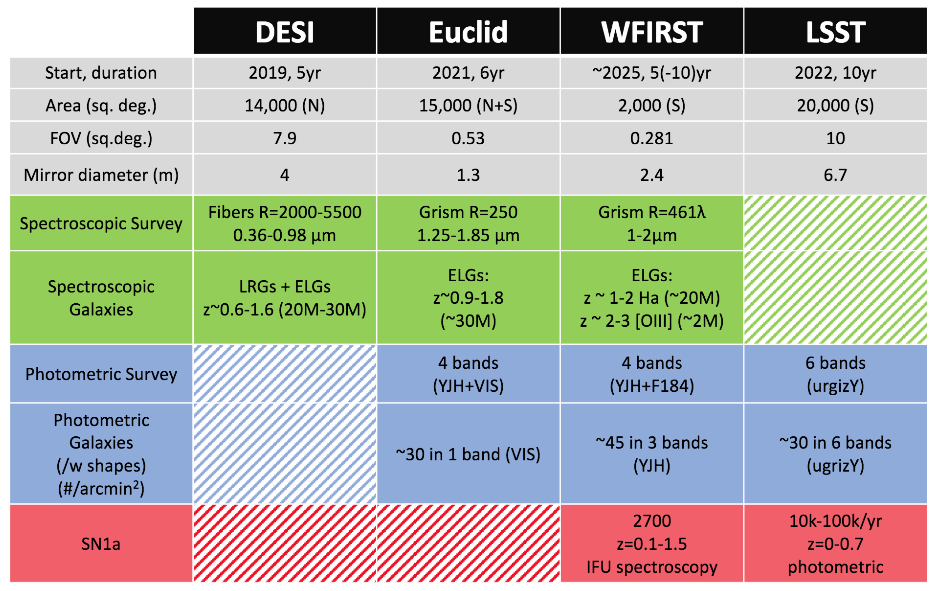 DESI Euclid WFIRST LSST
Start, duration 2019, 5yr 2021, 6yr ~2025, 5(-10)yr 2022, 10yr
Area (sq. deg.) 14,000 (N) 15,000 (N+S) 2,000 (S) 20,000 (S)
FOV (sq.deg.) 7.9 0.53 0.281 10
Mirror diameter (m) 4 1.3 2.4 6.7
Spectroscopic Survey
Fibers R=2000-5500
0.36-0.98 μm
Grism R=250
1.25-1.85 μm
Grism R=461λ
1-2μm
Spectroscopic
Galaxies
LRGs + ELGs
z~0.6-1.6 (20M-30M)
ELGs:
z~0.9-1.8
(~30M)
ELGs:
z ~ 1-2 Ha (~20M)
z ~ 2-3 [OIII] (~2M)
Photometric Survey
4 bands
(YJH+VIS)
4 bands
(YJH+F184)
6 bands
(urgizY)
Photometric
Galaxies
(/w shapes)
(#/arcmin²)
~30 in 1 band (VIS)
~45 in 3 bands
(YJH)
~30 in 6 bands
(ugrizY)
SN1a
2700
z=0.1-1.5
IFU spectroscopy
10k-100k/yr
z=0-0.7
photometric